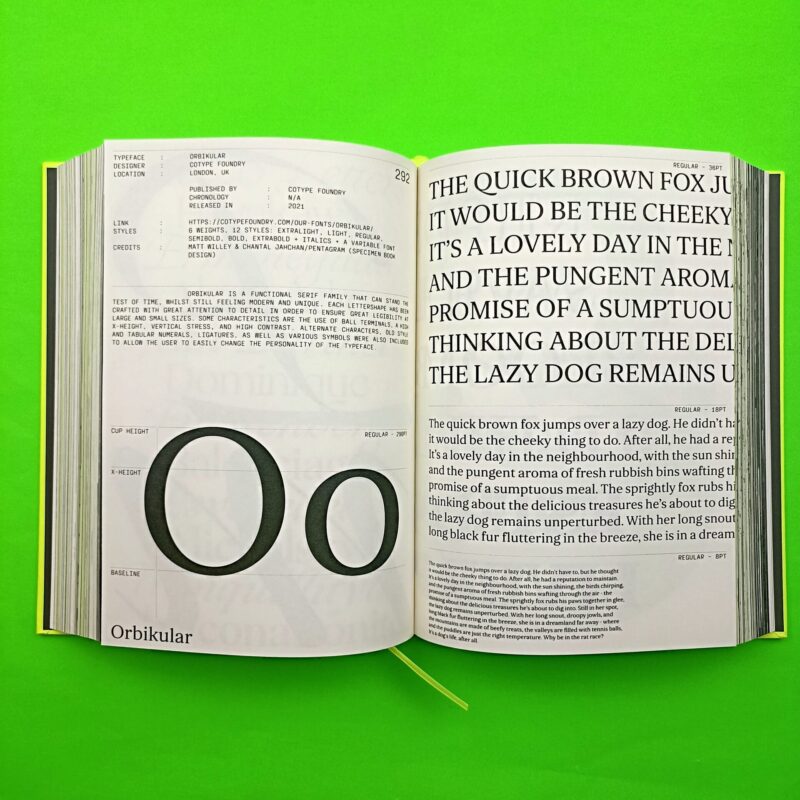 TYPEFACE : ORBIKULAR
DESIGNER : COTYPE FOUNDRY
LOCATION : LONDON, UK
292
PUBLISHED BY : COTYPE FOUNDRY
CHRONOLOGY : N/A
RELEASED IN : 2021
LINK : HTTPS://COTYPEFOUNDRY.COM/OUR-FONTS/ORBIKULAR/
STYLES : 6 WEIGHTS, 12 STYLES: EXTRALIGHT, LIGHT, REGULAR,
SEMIBOLD, BOLD, EXTRABOLD + ITALICS + A VARIABLE FONT
CREDITS : MATT WILLEY & CHANTAL JAHCHAN/PENTAGRAM (SPECIMEN BOOK
DESIGN)
ORBIKULAR IS A FUNCTIONAL SERIF FAMILY THAT CAN STAND THE
TEST OF TIME, WHILST STILL FEELING MODERN AND UNIQUE. EACH LETTERSHAPE HAS BEEN
CRAFTED WITH GREAT ATTENTION TO DETAIL IN ORDER TO ENSURE GREAT LEGIBILITY AT
LARGE AND SMALL SIZES. SOME CHARACTERISTICS ARE THE USE OF BALL TERMINALS, A HIGH
X-HEIGHT, VERTICAL STRESS, AND HIGH CONTRAST. ALTERNATE CHARACTERS, OLD STYLE
AND TABULAR NUMERALS, LIGATURES, AS WELL AS VARIOUS SYMBOLS WERE ALSO INCLUDED
TO ALLOW THE USER TO EASILY CHANGE THE PERSONALITY OF THE TYPEFACE.
CUP HEIGHT
REGULAR - 290PT
X-HEIGHT
Oo
BASELINE
Orbikular
REGULAR - 36PT
THE QUICK BROWN FOX JU
IT WOULD BE THE CHEEKY
IT'S A LOVELY DAY IN THE
AND THE PUNGENT AROM
PROMISE OF A SUMPTUOU
THINKING ABOUT THE DEL
THE LAZY DOG REMAINS U
REGULAR - 18PT
The quick brown fox jumps over a lazy dog. He didn't ha
it would be the cheeky thing to do. After all, he had a rep
It's a lovely day in the neighbourhood, with the sun shin
and the pungent aroma of fresh rubbish bins wafting th
promise of a sumptuous meal. The sprightly fox rubs hi
thinking about the delicious treasures he's about to dig
the lazy dog remains unperturbed. With her long snout
long black fur fluttering in the breeze, she is in a dream
REGULAR - 8PT
The quick brown fox jumps over a lazy dog. He didn't have to, but he thought
it would be the cheeky thing to do. After all, he had a reputation to maintain.
It's a lovely day in the neighbourhood, with the sun shining, the birds chirping,
and the pungent aroma of fresh rubbish bins wafting through the air - the
promise of a sumptuous meal. The sprightly fox rubs his paws together in glee,
thinking about the delicious treasures he's about to dig into. Still in her spot,
the lazy dog remains unperturbed. With her long snout, droopy jowls, and
long black fur fluttering in the breeze, she is in a dreamland far away - where
the mountains are made of beefy treats, the valleys are filled with tennis balls,
and the puddles are just the right temperature. Why be in the rat race?
It's a dog's life, after all.